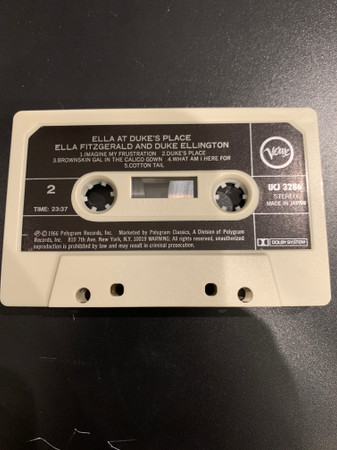 ELLA AT DUKE'S PLACE
ELLA FITZGERALD AND DUKE ELLINGTON
1.IMAGINE MY FRUSTRATION 2.DUKE'S PLACE
3.BROWNSKIN GAL IN THE CALICO GOWN 4.WHAT AM I HERE FOR
5.COTTON TAIL
Verve
UCJ 3286
STEREO
MADE IN JAPAN
2
TIME: 23:37
DOLBY SYSTEM
℗ © 1966 Polygram Records, Inc. Marketed by Polygram Classics, A Division of Polygram
Records, Inc. 810 7th Ave. New York, N.Y. 10019 WARNING: All rights reserved, unauthorized
reproduction is prohibited by law and may result in criminal prosecution.